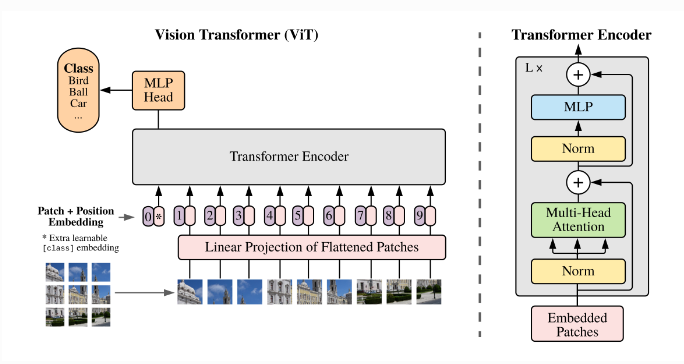 Vision Transformer (ViT)
Class
Bird
Ball
Car
...
MLP
Head
Transformer Encoder
Patch + Position
Embedding
* Extra learnable
[class] embedding
0 *
1
2
3
4
5
6
7
8
9
Linear Projection of Flattened Patches
Transformer Encoder
L x
+
MLP
Norm
+
Multi-Head
Attention
Norm
Embedded
Patches